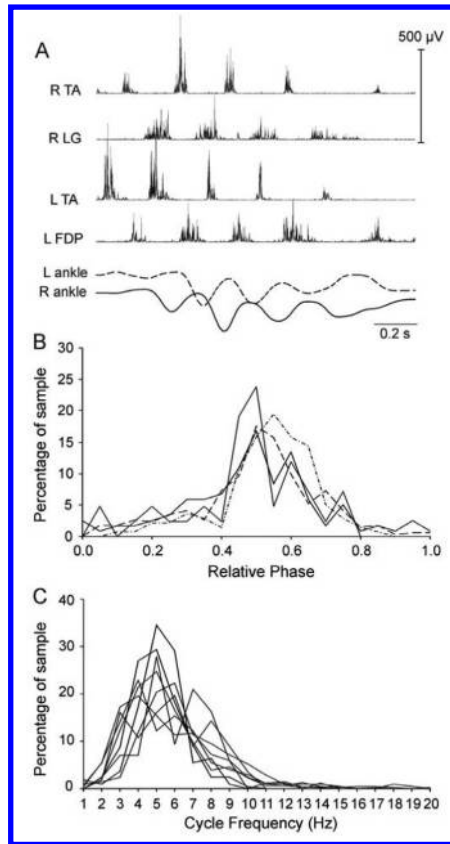 A
500 μV
R TA
R LG
L TA
L FDP
L ankle
R ankle
0.2 s
B
30
25
20
15
10
5
0
Percentage of sample
0.0 0.2 0.4 0.6 0.8 1.0
Relative Phase
C
40
30
20
10
0
Percentage of sample
1 2 3 4 5 6 7 8 9 10 11 12 13 14 15 16 17 18 19 20
Cycle Frequency (Hz)